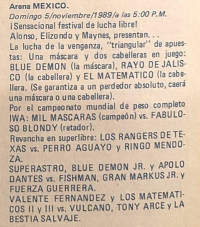 Arena MEXICO.
Domingo 5/noviembre/1989/a las 5:00 P.M.
¡Sensacional festival de lucha libre!
Alonso, Elizondo y Maynes, presentan...
La lucha de la venganza, "triangular" de apues-
tas: Una máscara y dos cabelleras en juego:
BLUE DEMON (la máscara), RAYO DE JALIS-
CO (la cabellera) y EL MATEMATICO (la cabe-
llera). (Se garantiza a un perdedor absoluto, caerá
una máscara o una cabellera).
Por el campeonato mundial de peso completo
IWA: MIL MASCARAS (campeón) vs. FABULO-
SO BLONDY (retador).
Revancha en superlibre: LOS RANGERS DE TE-
XAS vs. PERRO AGUAYO y RINGO MENDO-
ZA.
SUPERASTRO, BLUE DEMON JR. y APOLO
DANTES vs. FISHMAN, GRAN MARKUS JR. y
FUERZA GUERRERA.
VALENTE FERNANDEZ y LOS MATEMATI-
COS II y III vs. VULCANO, TONY ARCE y LA
BESTIA SALVAJE.